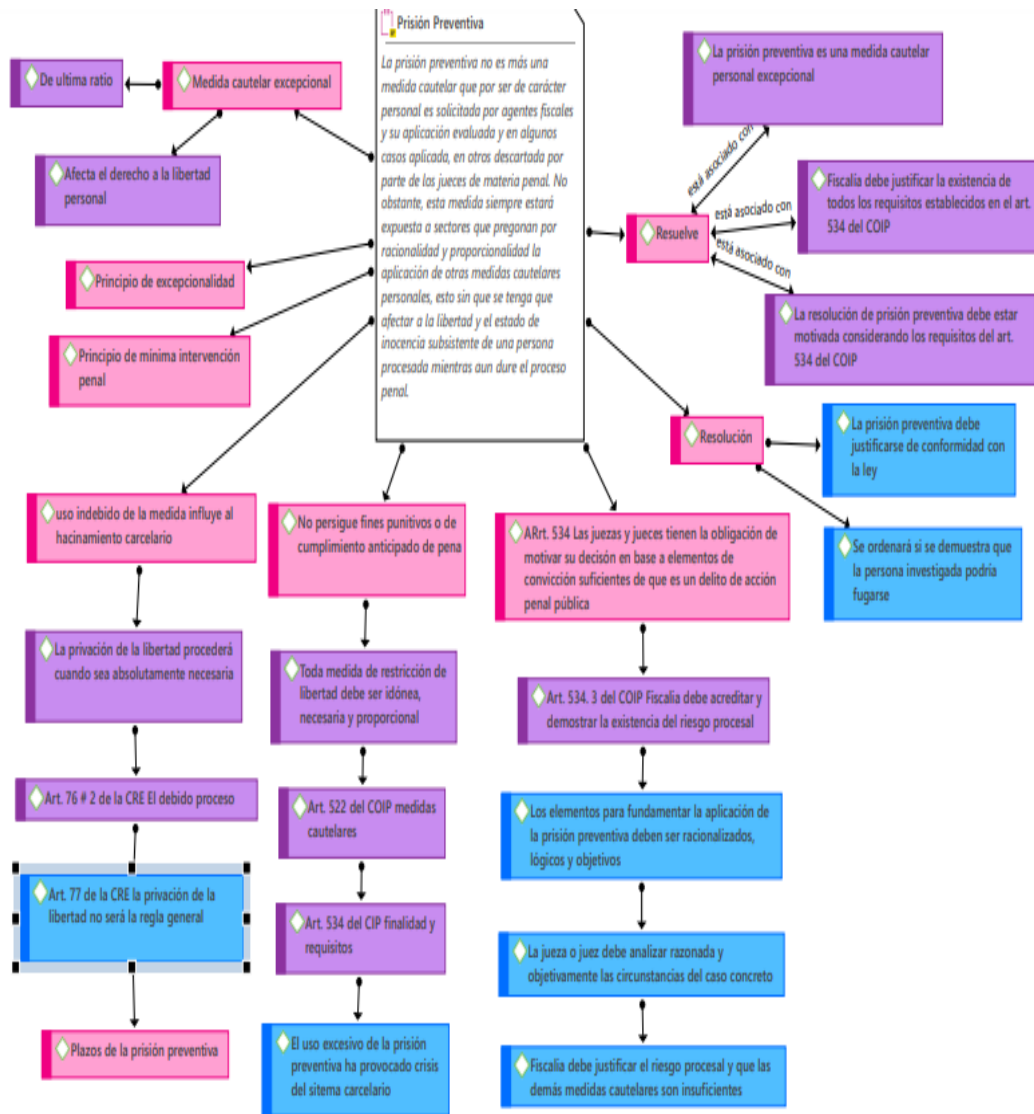 Prisión Preventiva
La prisión preventiva no es más una
medida cautelar que por ser de carácter
personal es solicitada por agentes fiscales
y su aplicación evaluada y en algunos
casos aplicada, en otros descartada por
parte de los jueces de materia penal. No
obstante, esta medida siempre estará
expuesta a sectores que pregonan por
racionalidad y proporcionalidad la
aplicación de otras medidas cautelares
personales, esto sin que se tenga que
afectar a la libertad y el estado de
inocencia subsistente de una persona
procesada mientras aun dure el proceso
penal.
De ultima ratio
Medida cautelar excepcional
Afecta el derecho a la libertad
personal
Principio de excepcionalidad
Principio de minima intervención
penal
La prisión preventiva es una medida cautelar
personal excepcional
está asociado con
Fiscalia debe justificar la existencia de
todos los requisitos establecidos en el art.
534 del COIP
está asociado con
Resuelve
está asociado con
La resolución de prisión preventiva debe estar
motivada considerando los requisitos del art.
534 del COIP
Resolución
La prisión preventiva debe
justificarse de conformidad con
la ley
Se ordenará si se demuestra que
la persona investigada podria
fugarse
uso indebido de la medida influye al
hacinamiento carcelario
La privación de la libertad procederá
cuando sea absolutamente necesaria
Art. 76 # 2 de la CRE El debido proceso
Art. 77 de la CRE la privación de la
libertad no será la regla general
Plazos de la prisión preventiva
No persigue fines punitivos o de
cumplimiento anticipado de pena
Toda medida de restricción de
libertad debe ser idónea,
necesaria y proporcional
Art. 522 del COIP medidas
cautelares
Art. 534 del CIP finalidad y
requisitos
El uso excesivo de la prisión
preventiva ha provocado crisis
del sitema carcelario
ARrt. 534 Las juezas y jueces tienen la obligación de
motivar su decisón en base a elementos de
convicción suficientes de que es un delito de acción
penal pública
Art. 534. 3 del COIP Fiscalia debe acreditar y
demostrar la existencia del riesgo procesal
Los elementos para fundamentar la aplicación de
la prisión preventiva deben ser racionalizados,
lógicos y objetivos
La jueza o juez debe analizar razonada y
objetivamente las circunstancias del caso concreto
Fiscalia debe justificar el riesgo procesal y que las
demás medidas cautelares son insuficientes